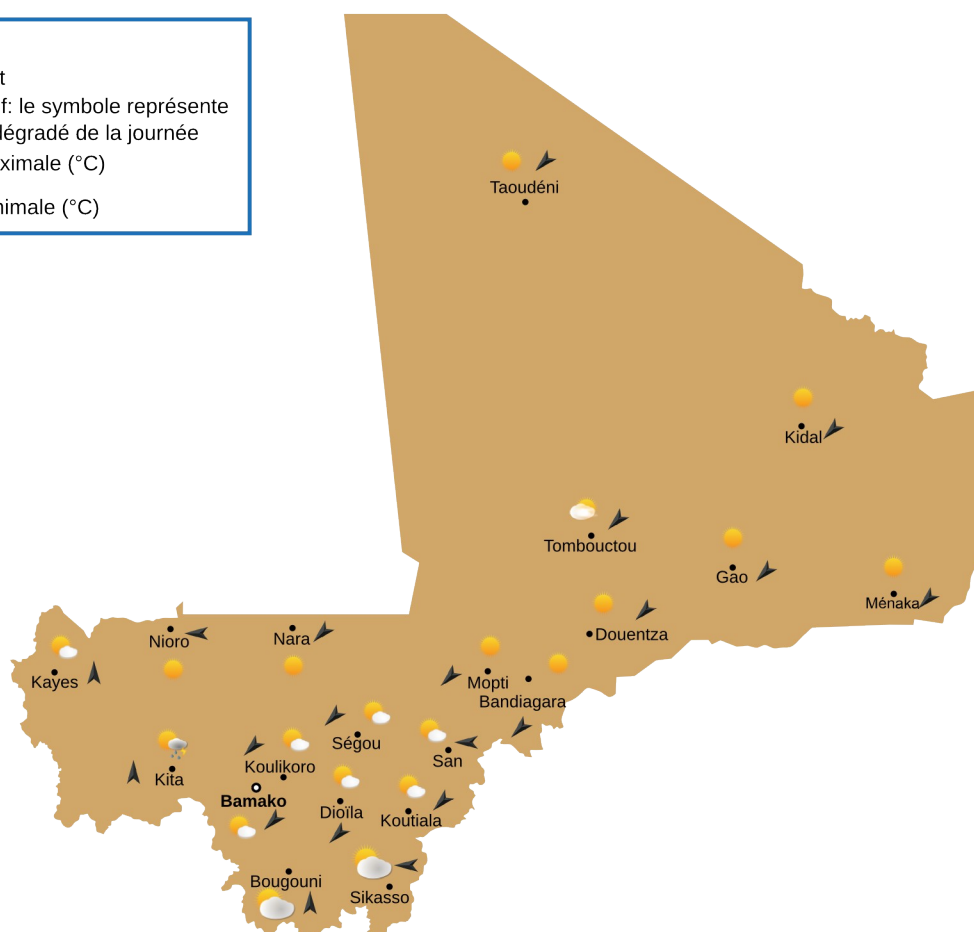 t
f: le symbole représente
légradé de la journée
ximale (°C)
nimale (°C)
Taoudéni
Kidal
Tombouctou
Gao
Ménaka
Douentza
Nioro
Nara
Kayes
Mopti
Bandiagara
Ségou
San
Koulikoro
Kita
Bamako
Dioïla
Koutiala
Bougouni
Sikasso